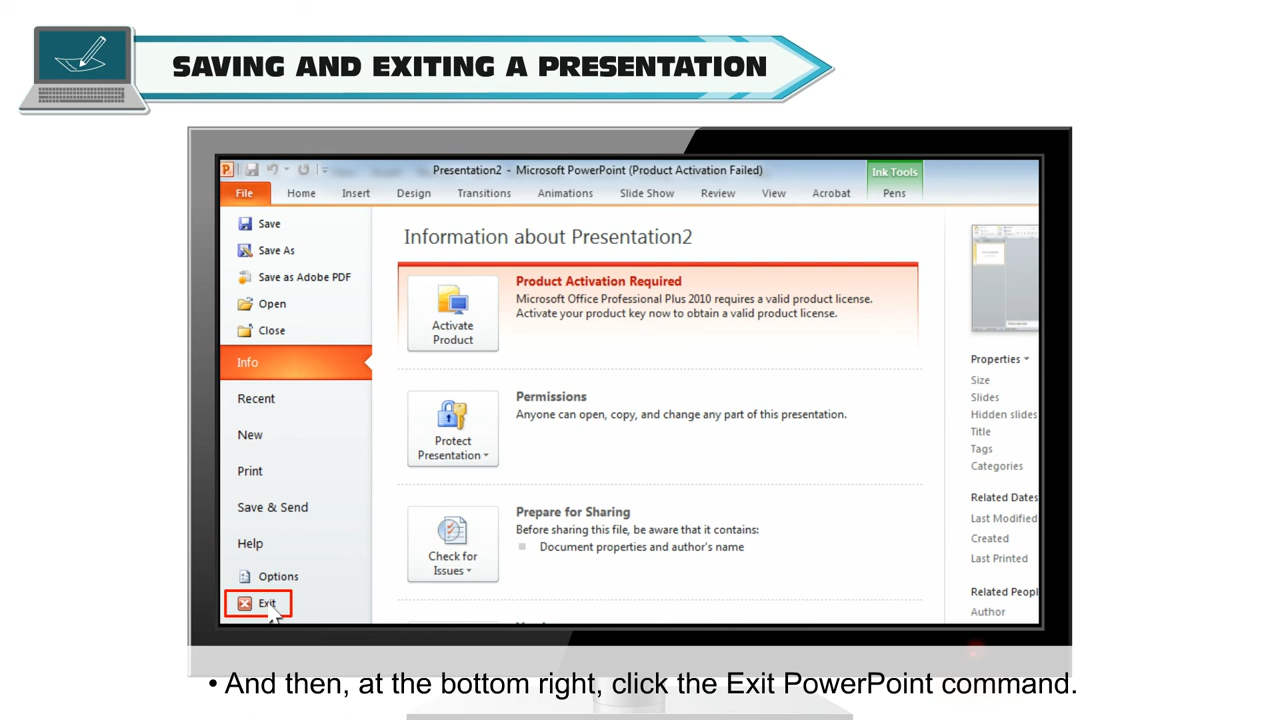 SAVING AND EXITING A PRESENTATION
Presentation2 - Microsoft PowerPoint (Product Activation Failed)
Ink Tools
File Home Insert Design Transitions Animations Slide Show Review View Acrobat Pens
Save
Save As
Save as Adobe PDF
Open
Close
Info
Recent
New
Print
Save & Send
Help
Options
Exit
Information about Presentation2
Activate
Product
Product Activation Required
Microsoft Office Professional Plus 2010 requires a valid product license.
Activate your product key now to obtain a valid product license.
Protect
Presentation
Permissions
Anyone can open, copy, and change any part of this presentation.
Check for
Issues
Prepare for Sharing
Before sharing this file, be aware that it contains:
Document properties and author's name
Properties
Size
Slides
Hidden slides
Title
Tags
Categories
Related Dates
Last Modified
Created
Last Printed
Related Peopl
Author
• And then, at the bottom right, click the Exit PowerPoint command.